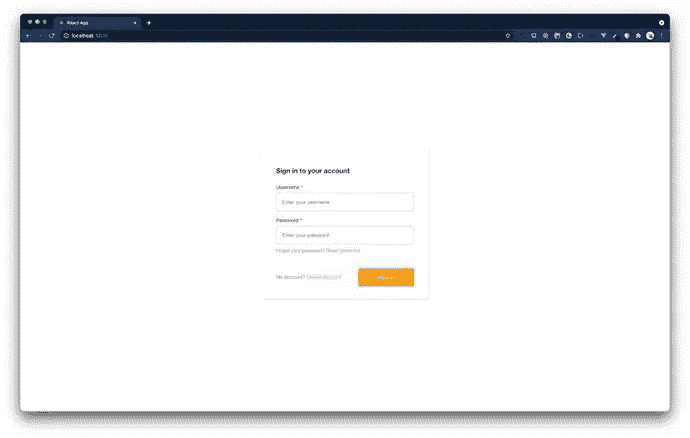 React App
localhost:3000
Sign in to your account
Username *
Enter your username
Password *
Enter your password
Forgot your password? Reset password
No account? Create account